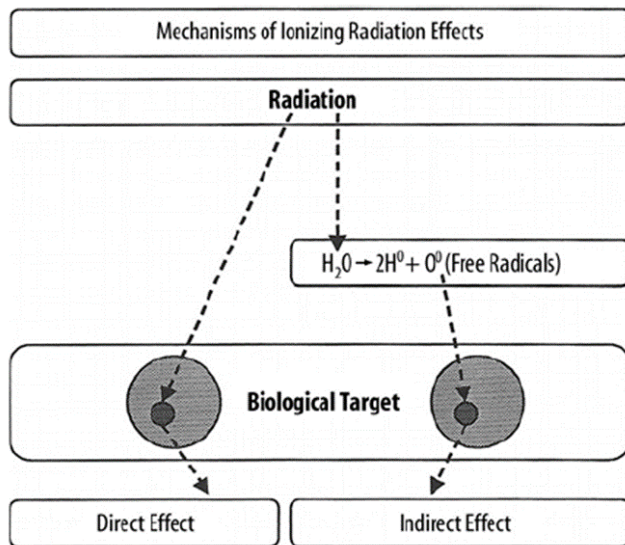 Mechanisms of Ionizing Radiation Effects
Radiation
H₂O → 2H⁰ + O⁰ (Free Radicals)
Biological Target
Direct Effect
Indirect Effect